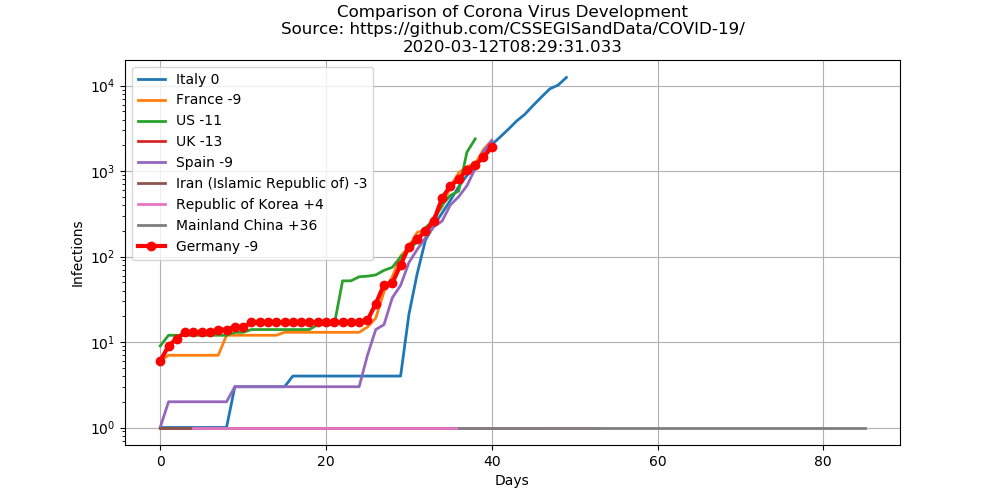 Comparison of Corona Virus Development
Source: https://github.com/CSSEGISandData/COVID-19/
2020-03-12T08:29:31.033
Italy 0
France -9
US -11
UK -13
Spain -9
Iran (Islamic Republic of) -3
Republic of Korea +4
Mainland China +36
Germany -9
Infections
10⁴
10³
10²
10¹
10⁰
0 20 40 60 80
Days